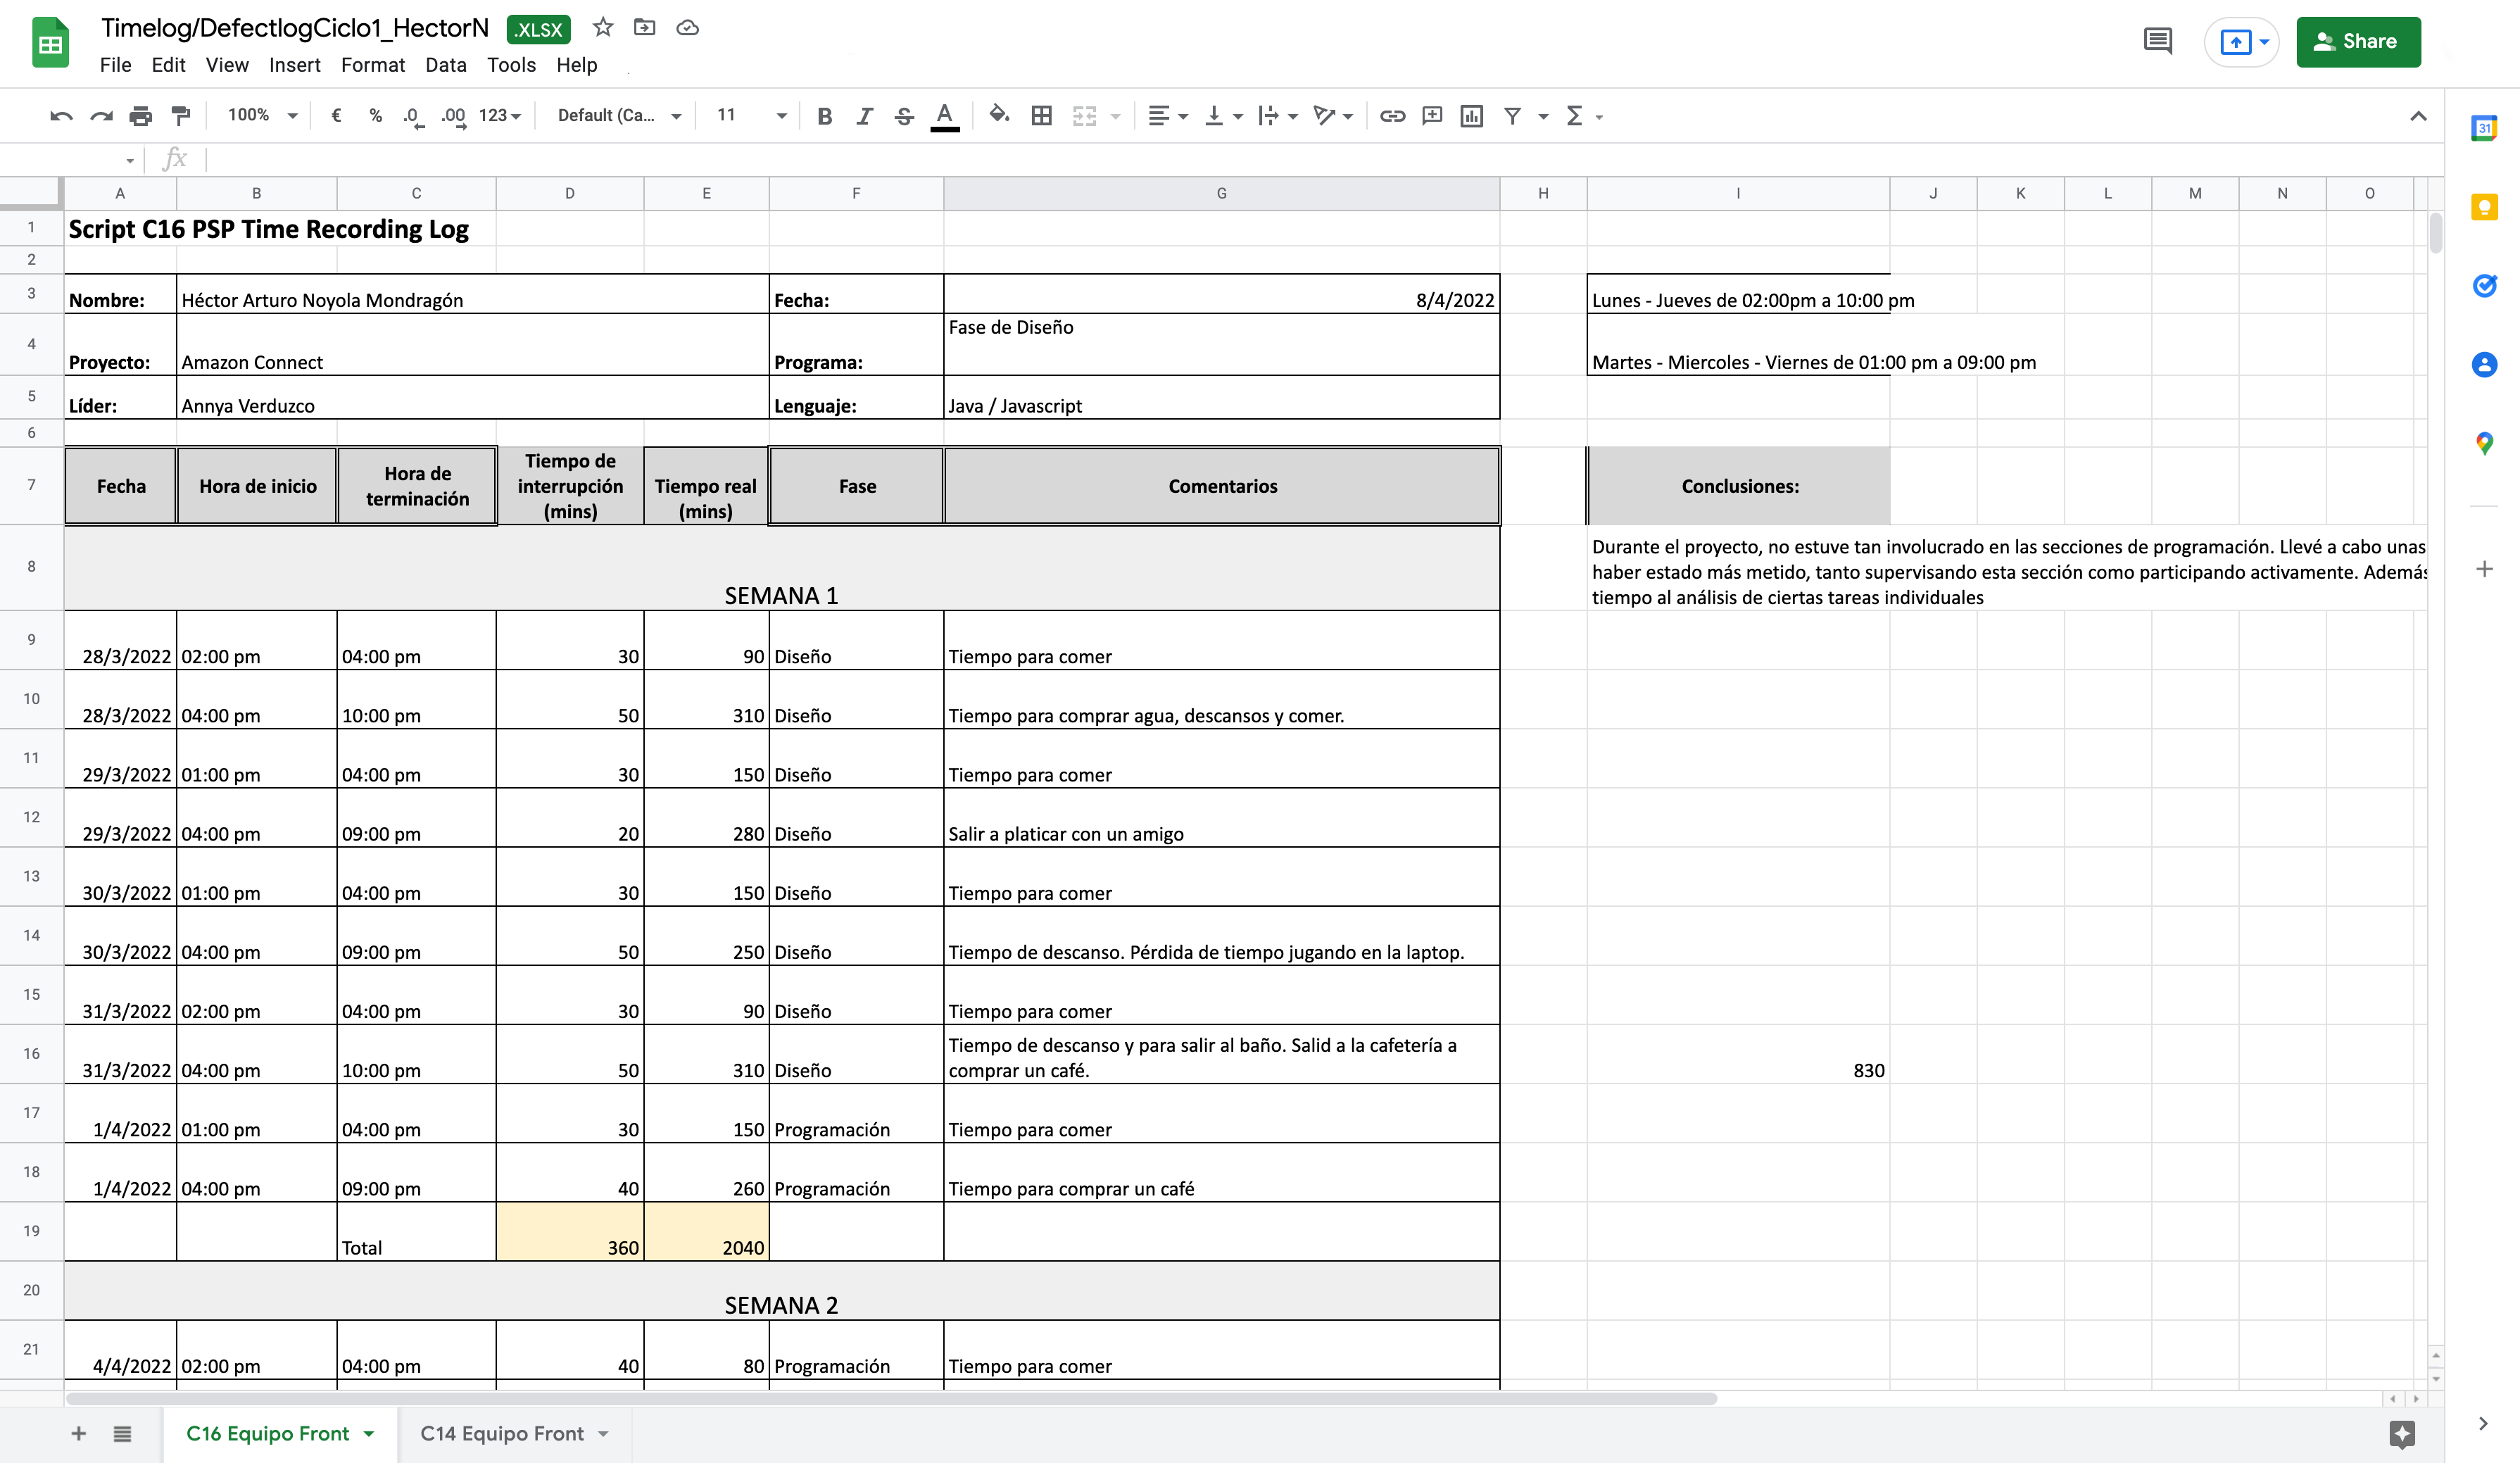 Timelog/DefectlogCiclo1_HectorN .XLSX
File Edit View Insert Format Data Tools Help
Share
100% € % .0 .00 123 Default (Ca... 11 B I S A Σ
31
fx
A B C D E F G H I J K L M N O
1 Script C16 PSP Time Recording Log
2
3 Nombre: Héctor Arturo Noyola Mondragón Fecha: 8/4/2022 Lunes - Jueves de 02:00pm a 10:00 pm
Fase de Diseño
4 Proyecto: Amazon Connect Programa: Martes - Miercoles - Viernes de 01:00 pm a 09:00 pm
5 Líder: Annya Verduzco Lenguaje: Java / Javascript
6
7 Fecha Hora de inicio Hora de terminación Tiempo de interrupción (mins) Tiempo real (mins) Fase Comentarios Conclusiones:
Durante el proyecto, no estuve tan involucrado en las secciones de programación. Llevé a cabo unas
haber estado más metido, tanto supervisando esta sección como participando activamente. Además
tiempo al análisis de ciertas tareas individuales
8 SEMANA 1
9 28/3/2022 02:00 pm 04:00 pm 30 90 Diseño Tiempo para comer
10 28/3/2022 04:00 pm 10:00 pm 50 310 Diseño Tiempo para comprar agua, descansos y comer.
11 29/3/2022 01:00 pm 04:00 pm 30 150 Diseño Tiempo para comer
12 29/3/2022 04:00 pm 09:00 pm 20 280 Diseño Salir a platicar con un amigo
13 30/3/2022 01:00 pm 04:00 pm 30 150 Diseño Tiempo para comer
14 30/3/2022 04:00 pm 09:00 pm 50 250 Diseño Tiempo de descanso. Pérdida de tiempo jugando en la laptop.
15 31/3/2022 02:00 pm 04:00 pm 30 90 Diseño Tiempo para comer
16 31/3/2022 04:00 pm 10:00 pm 50 310 Diseño Tiempo de descanso y para salir al baño. Salid a la cafetería a
comprar un café. 830
17 1/4/2022 01:00 pm 04:00 pm 30 150 Programación Tiempo para comer
18 1/4/2022 04:00 pm 09:00 pm 40 260 Programación Tiempo para comprar un café
19 Total 360 2040
20 SEMANA 2
21 4/4/2022 02:00 pm 04:00 pm 40 80 Programación Tiempo para comer
C16 Equipo Front C14 Equipo Front